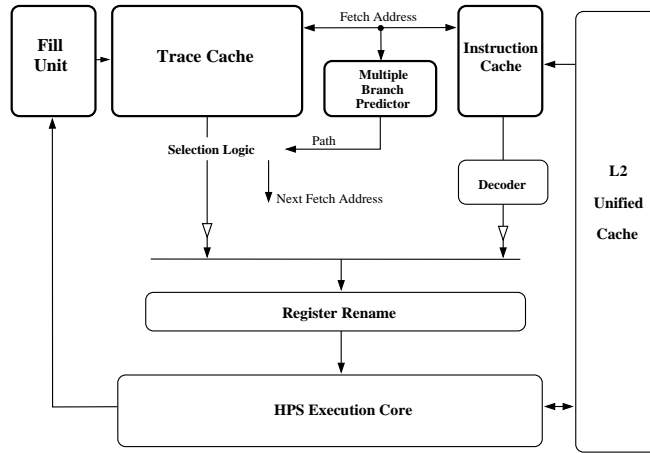 Fill
Unit
Trace Cache
Fetch Address
Instruction
Cache
Multiple
Branch
Predictor
Path
Selection Logic
Next Fetch Address
Decoder
L2
Unified
Cache
Register Rename
HPS Execution Core